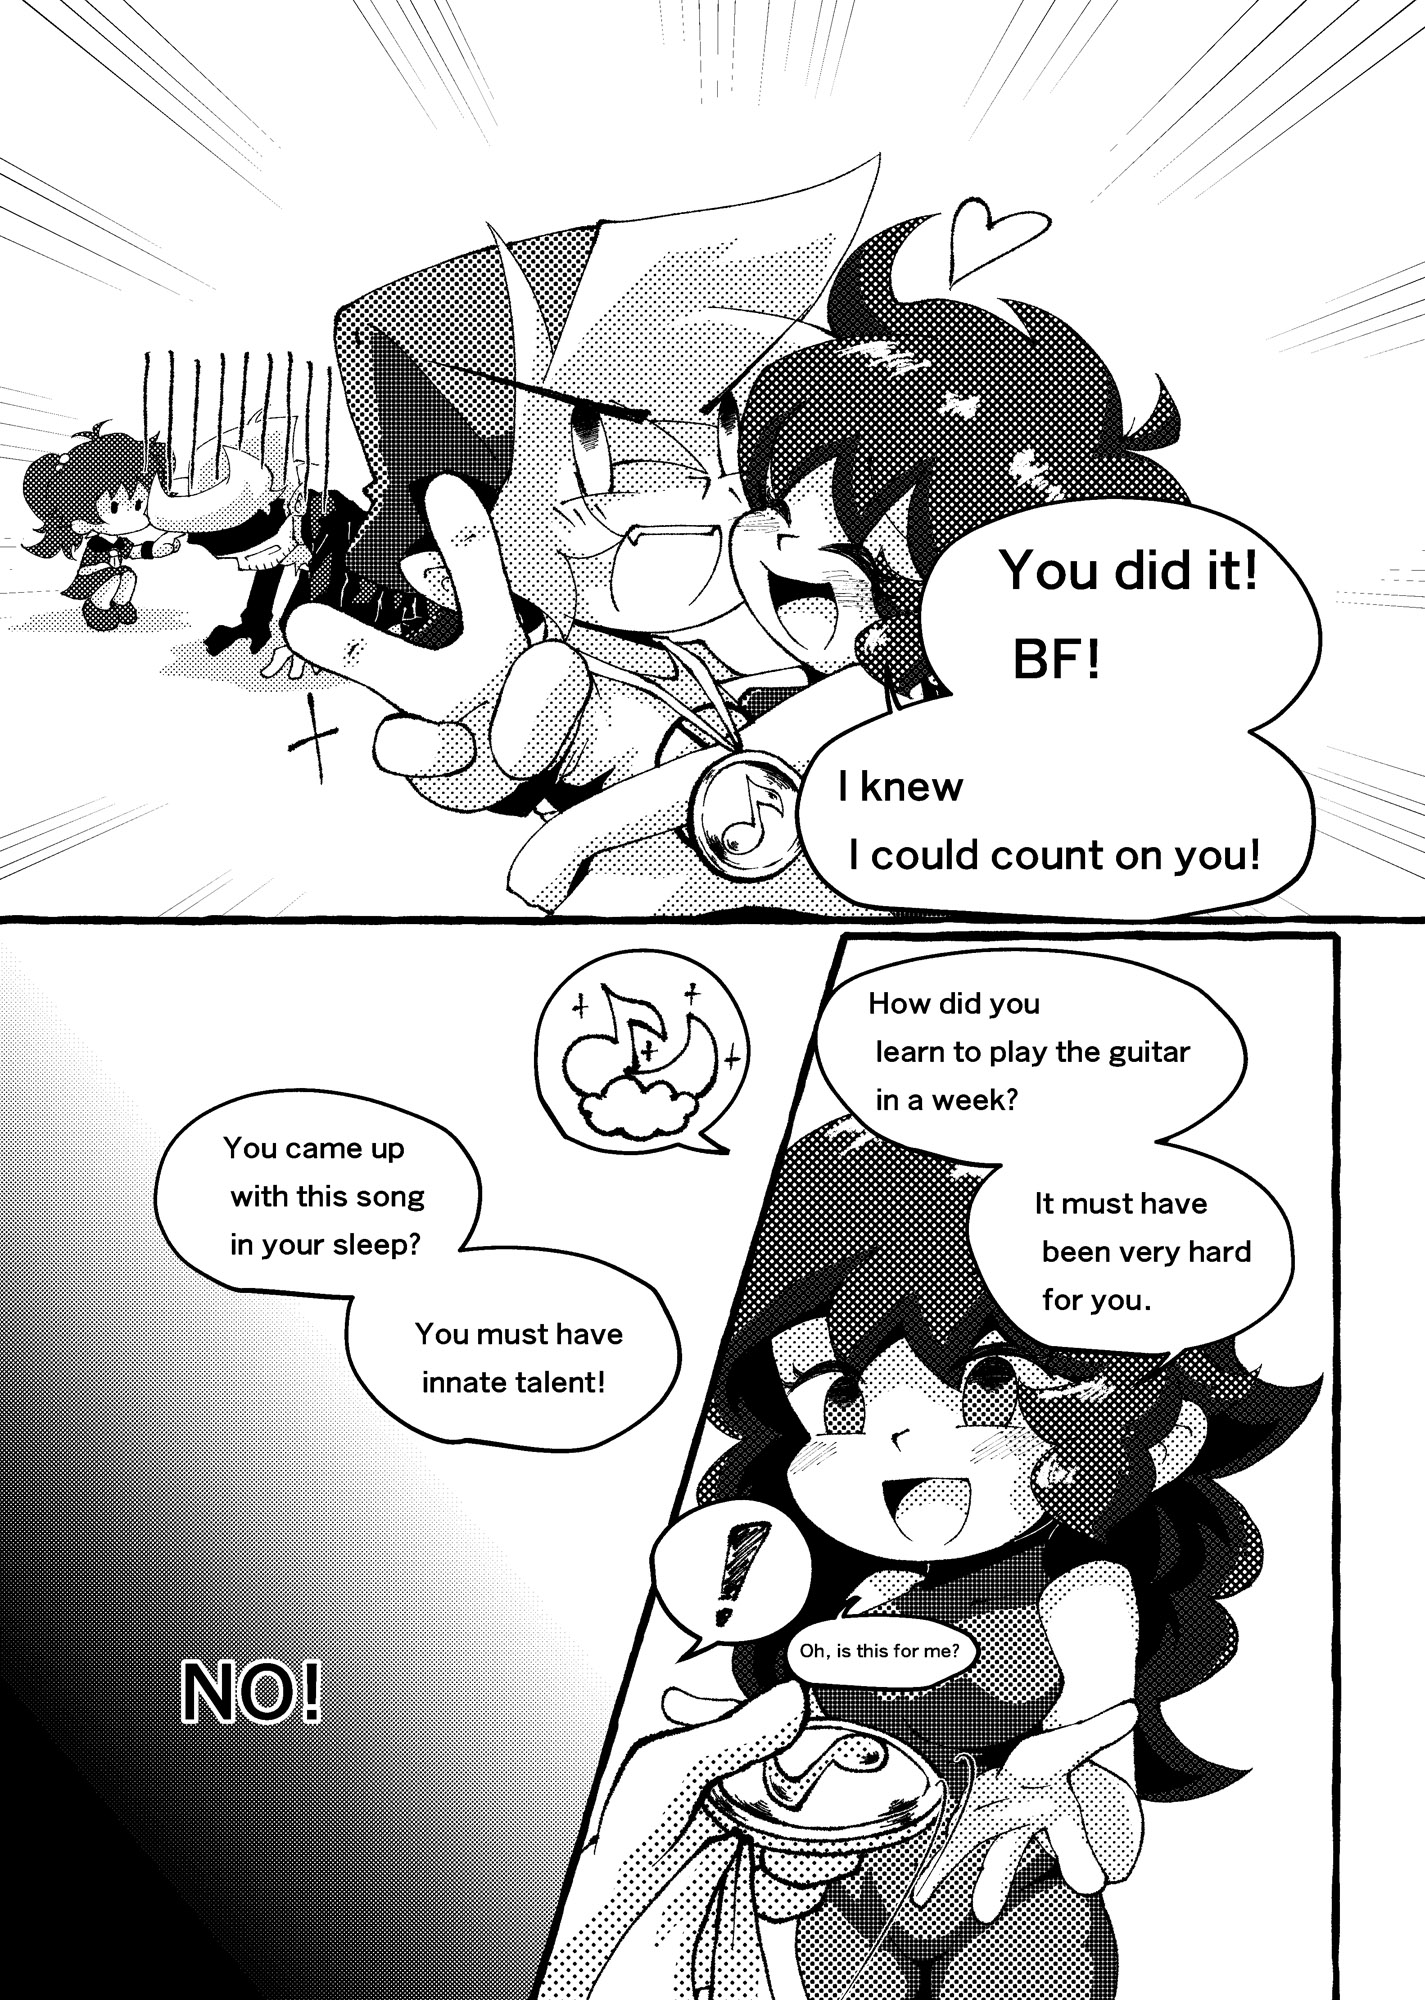 You did it!
BF!
I knew
I could count on you!
How did you
learn to play the guitar
in a week?
It must have
been very hard
for you.
!
Oh, is this for me?
You came up
with this song
in your sleep?
You must have
innate talent!
NO!